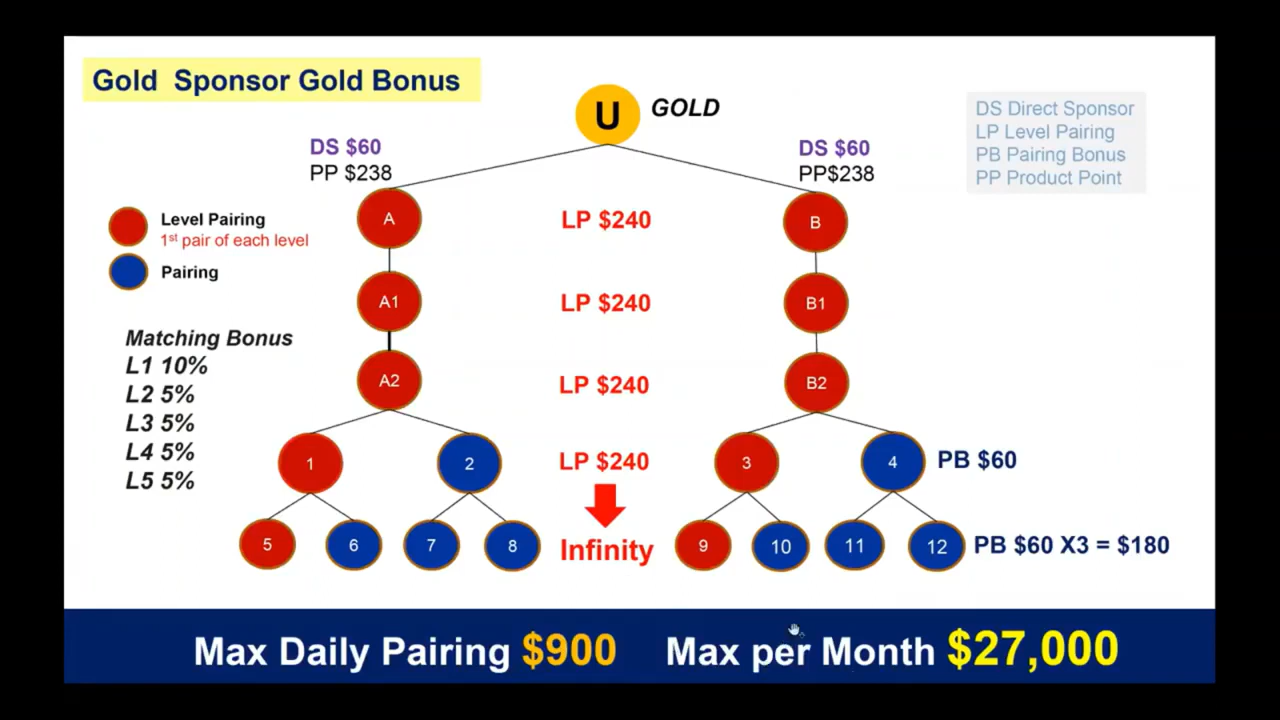 Gold Sponsor Gold Bonus
U
GOLD
DS Direct Sponsor
LP Level Pairing
PB Pairing Bonus
PP Product Point
DS $60
PP $238
DS $60
PP$238
Level Pairing
1st pair of each level
Pairing
A
LP $240
B
A1
LP $240
B1
Matching Bonus
L1 10%
L2 5%
L3 5%
L4 5%
L5 5%
A2
LP $240
B2
1
2
LP $240
3
4
PB $60
5
6
7
8
Infinity
9
10
11
12
PB $60 X3 = $180
Max Daily Pairing $900
Max per Month $27,000